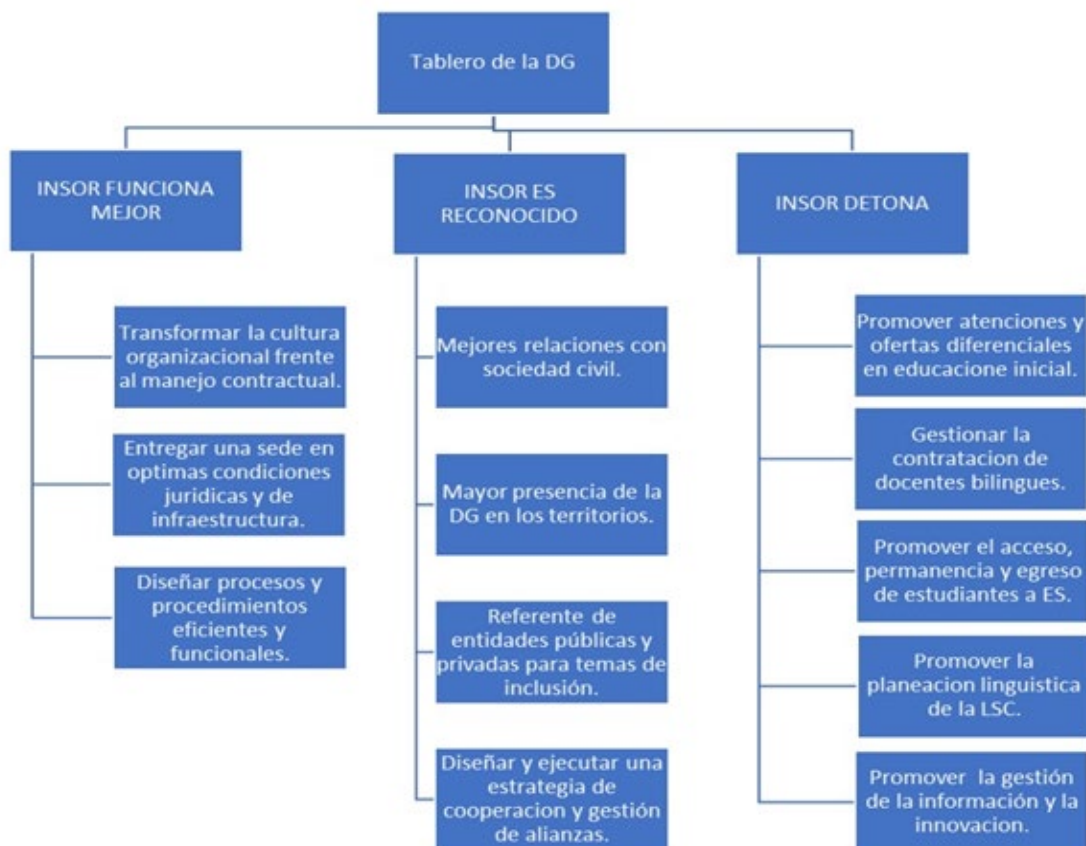 Tablero de la DG
INSOR FUNCIONA
MEJOR
Transformar la cultura
organizacional frente
al manejo contractual.
Entregar una sede en
optimas condiciones
juridicas y de
infraestructura.
Diseñar procesos y
procedimientos
eficientes y
funcionales.
INSOR ES
RECONOCIDO
Mejores relaciones con
sociedad civil.
Mayor presencia de la
DG en los territorios.
Referente de
entidades públicas y
privadas para temas de
inclusión.
Diseñar y ejecutar una
estrategia de
cooperacion y gestión
de alianzas.
INSOR DETONA
Promover atenciones y
ofertas diferenciales
en educacione inicial.
Gestionar la
contratacion de
docentes bilingues.
Promover el acceso,
permanencia y egreso
de estudiantes a ES.
Promover la
planeacion linguistica
de la LSC.
Promover la gestión
de la información y la
innovacion.